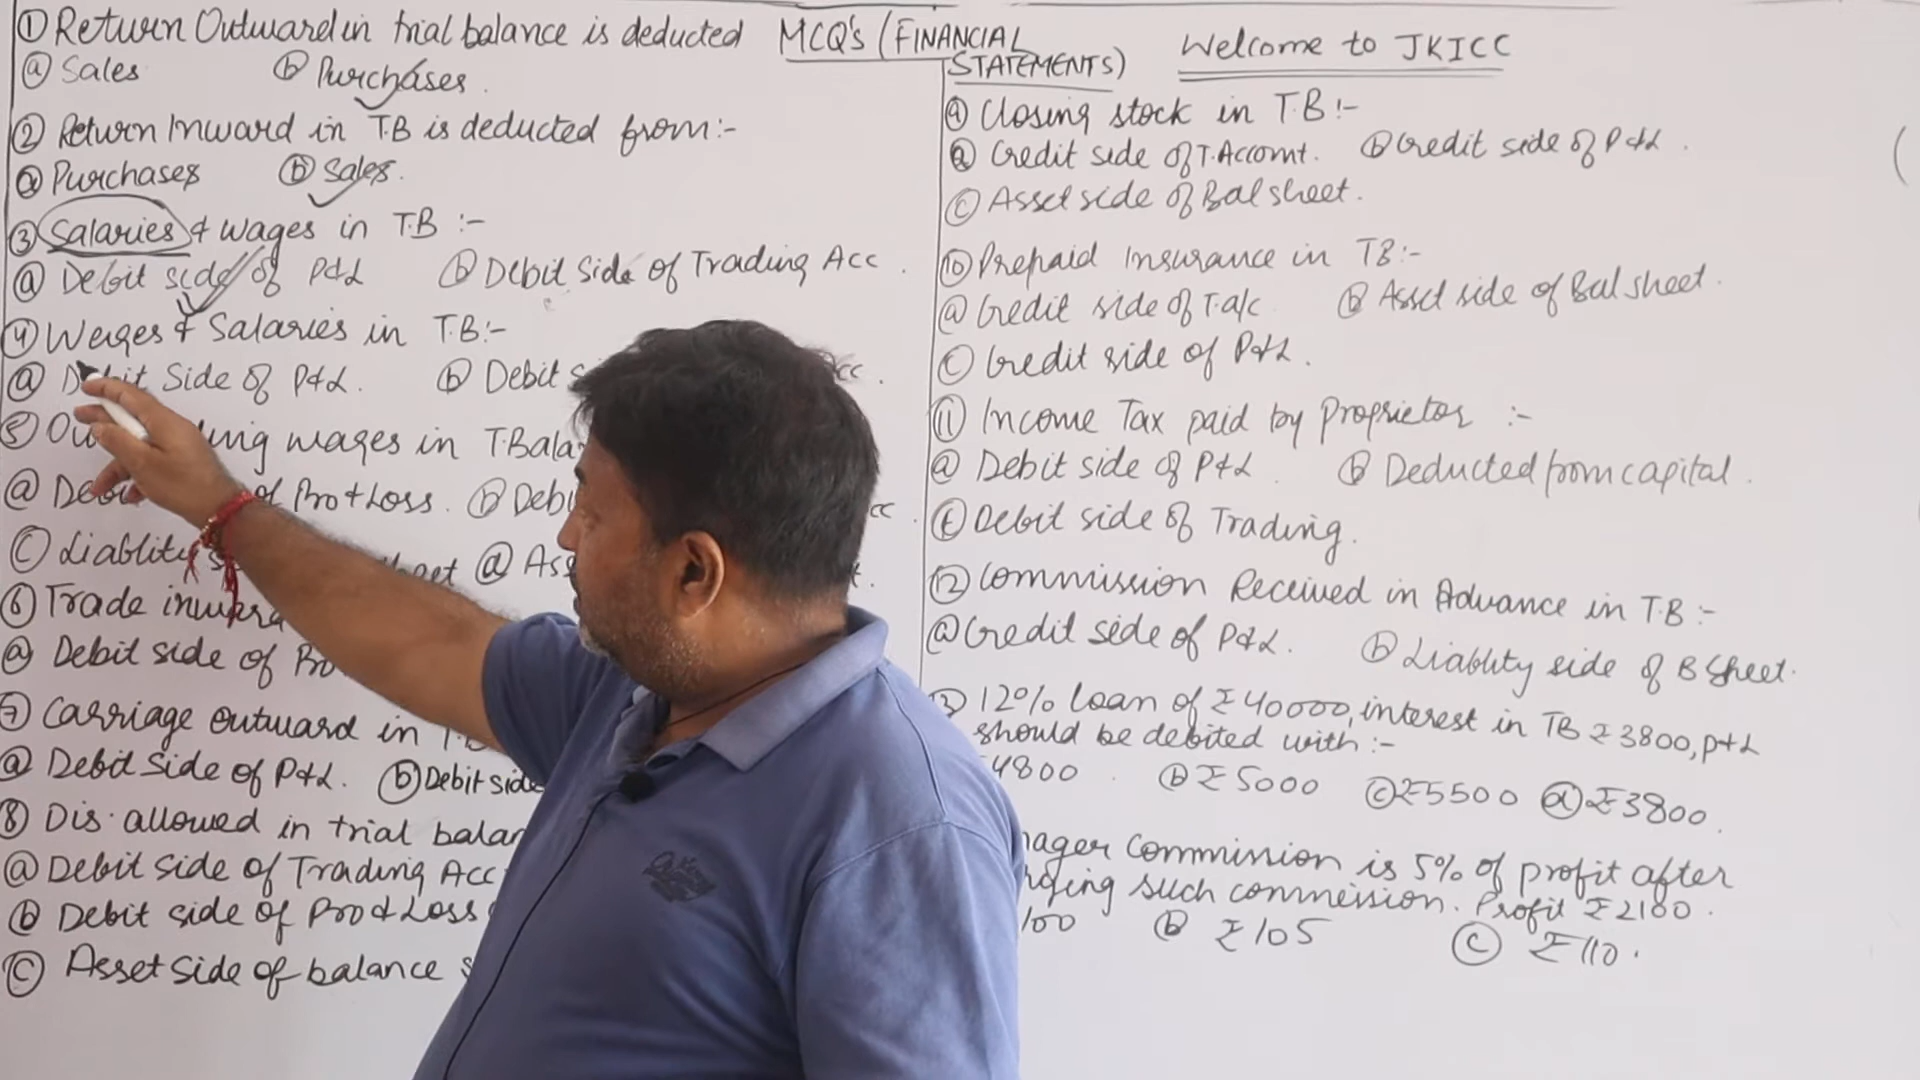 ① Return Outward in trial balance is deducted
ⓐ Sales ⓑ Purchases.
② Return Inward in T.B is deducted from:-
ⓐ Purchases ⓑ Sales.
③ Salaries & wages in T.B :-
ⓐ Debit side of P&L ⓑ Debit Side of Trading Acc.
④ Wages & Salaries in T.B:-
ⓐ Side of P&L. ⓑ Debit
⑤ wages in T.Bala
ⓐ of Pro & Loss. ⓑ Debi
ⓒ Liablity
⑥ Trade
ⓐ Debit side of Pro
⑦ Carriage outward in T.B
ⓐ Debit Side of P&L. ⓑ Debit side
⑧ Dis. allowed in trial balan
ⓐ Debit side of Trading Acc
ⓑ Debit side of Pro & Loss
ⓒ Asset side of balance s
MCQ's (FINANCIAL
STATEMENTS)
Welcome to JKICC
⑨ Closing stock in T.B:-
ⓐ Credit side of T.Accomt. ⓑ Credit side of P&L.
ⓒ Asset side of Bal sheet.
⑩ Prepaid Insurance in TB:-
ⓐ Credit side of T.a/c ⓑ Asset side of Bal sheet.
ⓒ Credit side of P&L.
⑪ Income Tax paid by Proprietor :-
ⓐ Debit side of P&L ⓑ Deducted from capital.
ⓒ Debit side of Trading.
⑫ Commission Received in Advance in T.B:-
ⓐ Credit side of P&L. ⓑ Liablity side of B Sheet.
12% loan of ₹40000, interest in TB ₹3800, P&L
should be debited with:-
4800 ⓑ ₹5000 ⓒ ₹5500 ⓓ ₹3800.
nager Commission is 5% of profit after
rging such commission. Profit ₹2100.
100 ⓑ ₹105 ⓒ ₹110.